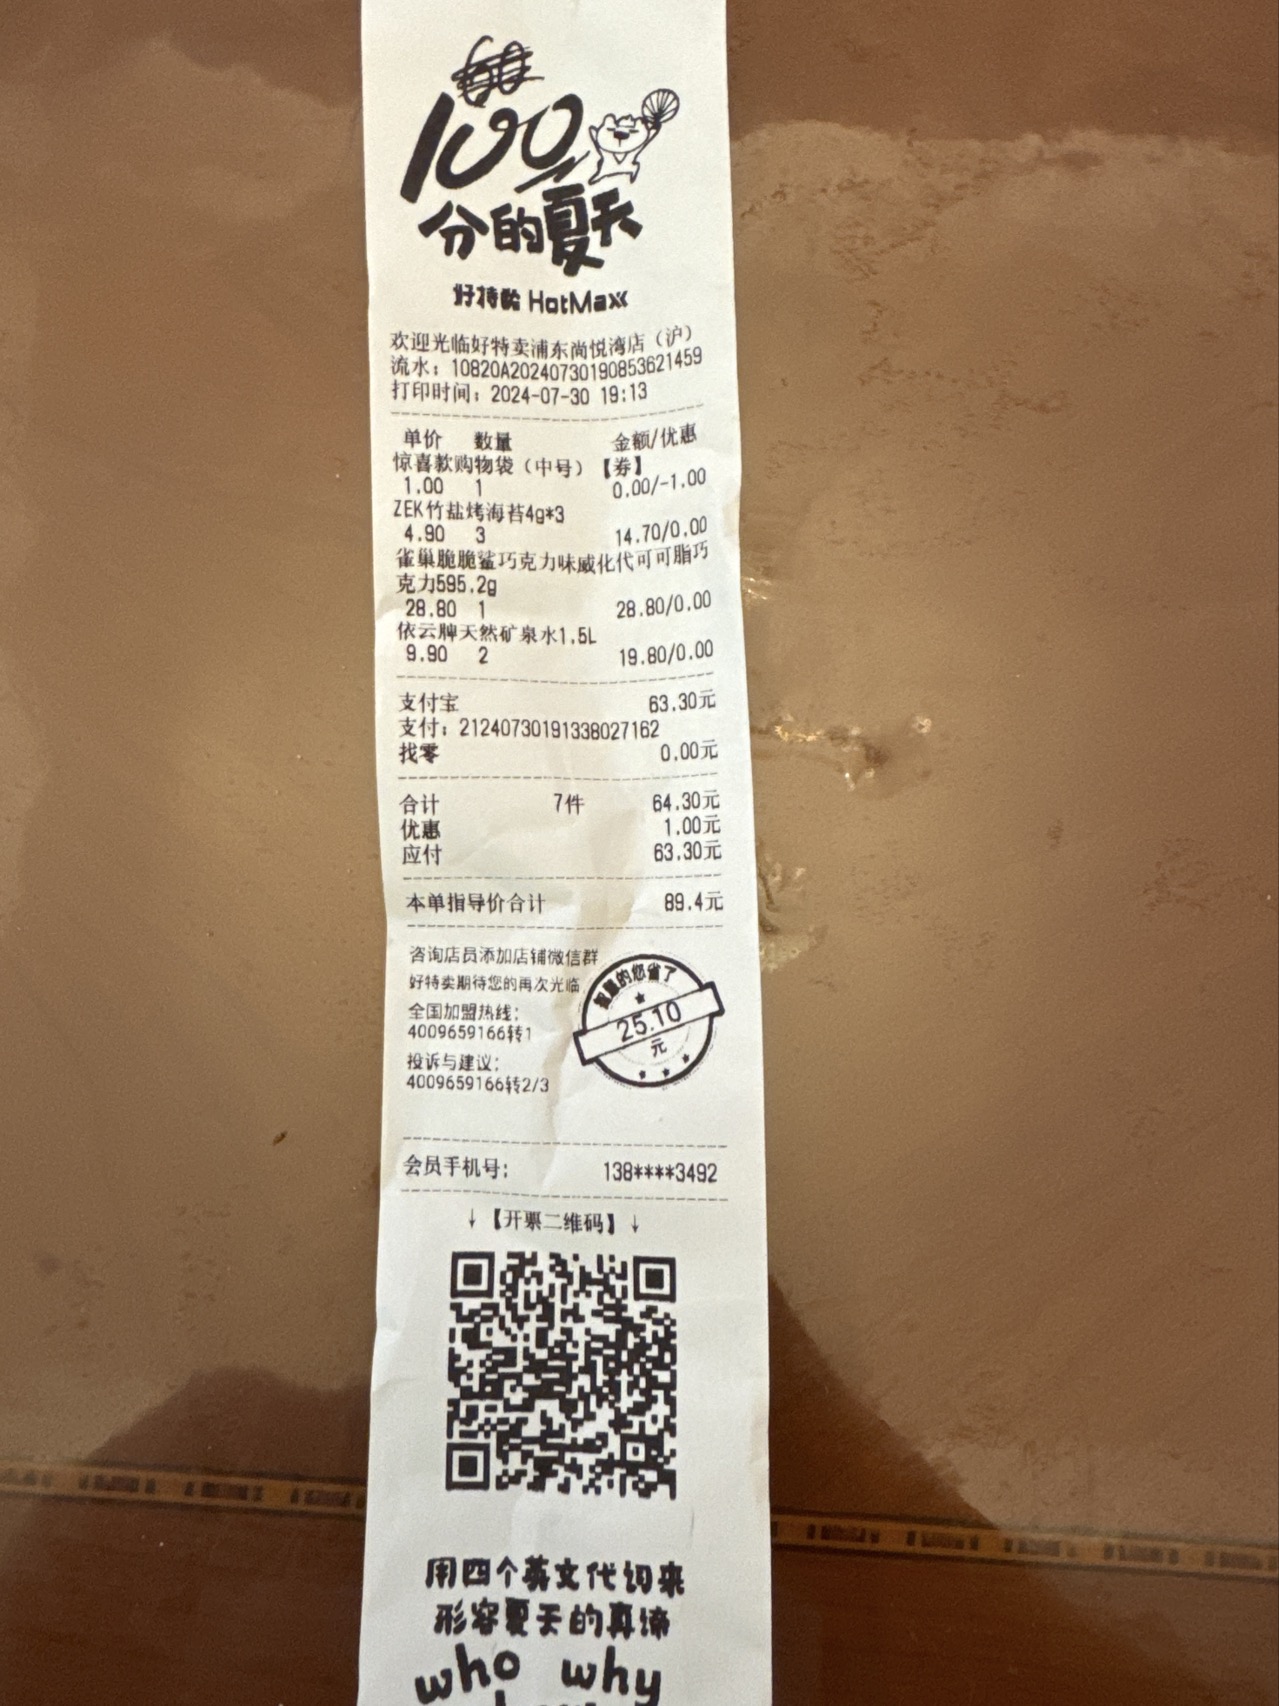 60
100
分的夏天
好特卖 HotMaxx
欢迎光临好特卖浦东尚悦湾店（沪）
流水：10820A20240730190853621459
打印时间：2024-07-30 19:13
单价 数量 金额/优惠
惊喜款购物袋（中号）【券】
1.00 1 0.00/-1.00
ZEK竹盐烤海苔4g*3
4.90 3 14.70/0.00
雀巢脆脆鲨巧克力味威化代可可脂巧
克力595.2g
28.80 1 28.80/0.00
依云牌天然矿泉水1.5L
9.90 2 19.80/0.00
支付宝 63.30元
支付：21240730191338027162
找零 0.00元
合计 7件 64.30元
优惠 1.00元
应付 63.30元
本单指导价合计 89.4元
咨询店员添加店铺微信群
好特卖期待您的再次光临
祝贺的您省了
25.10
元
全国加盟热线：
4009659166转1
投诉与建议：
4009659166转2/3
会员手机号： 138****3492
↓【开票二维码】↓
用四个英文代词来
形容夏天的真谛
who why